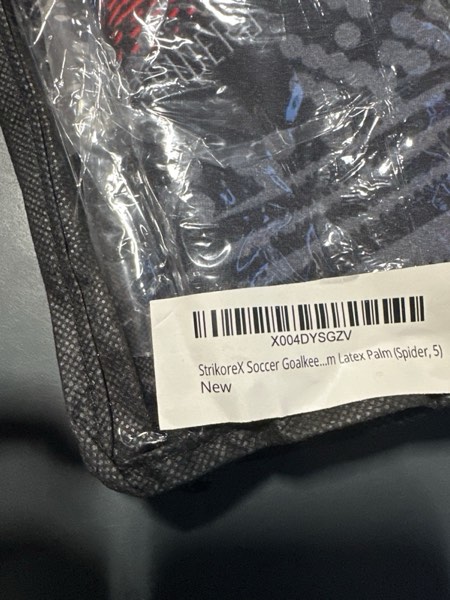 X004DYSGZV
StrikoreX Soccer Goalkee...m Latex Palm (Spider, 5)
New